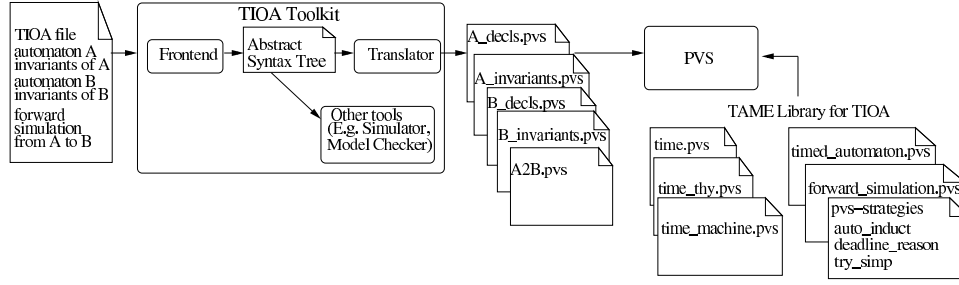 TIOA file
automaton A
invariants of A
automaton B
invariants of B
forward
simulation
from A to B
TIOA Toolkit
Frontend
Abstract
Syntax Tree
Translator
Other tools
(E.g. Simulator,
Model Checker)
A_decls.pvs
A_invariants.pvs
B_decls.pvs
B_invariants.pvs
A2B.pvs
PVS
TAME Library for TIOA
time.pvs
time_thy.pvs
time_machine.pvs
timed_automaton.pvs
forward_simulation.pvs
pvs-strategies
auto_induct
deadline_reason
try_simp